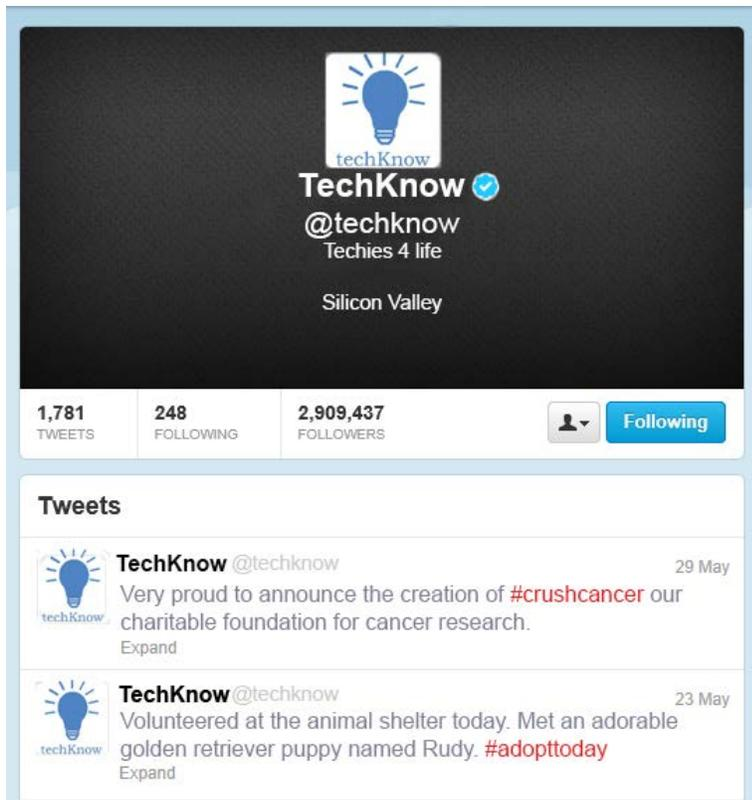 techKnow
TechKnow
@techknow
Techies 4 life
Silicon Valley
1,781
TWEETS
248
FOLLOWING
2,909,437
FOLLOWERS
Following
Tweets
TechKnow @techknow 29 May
Very proud to announce the creation of #crushcancer our
charitable foundation for cancer research.
techKnow
Expand
TechKnow@techknow 23 May
Volunteered at the animal shelter today. Met an adorable
golden retriever puppy named Rudy. #adopttoday
techKnow
Expand